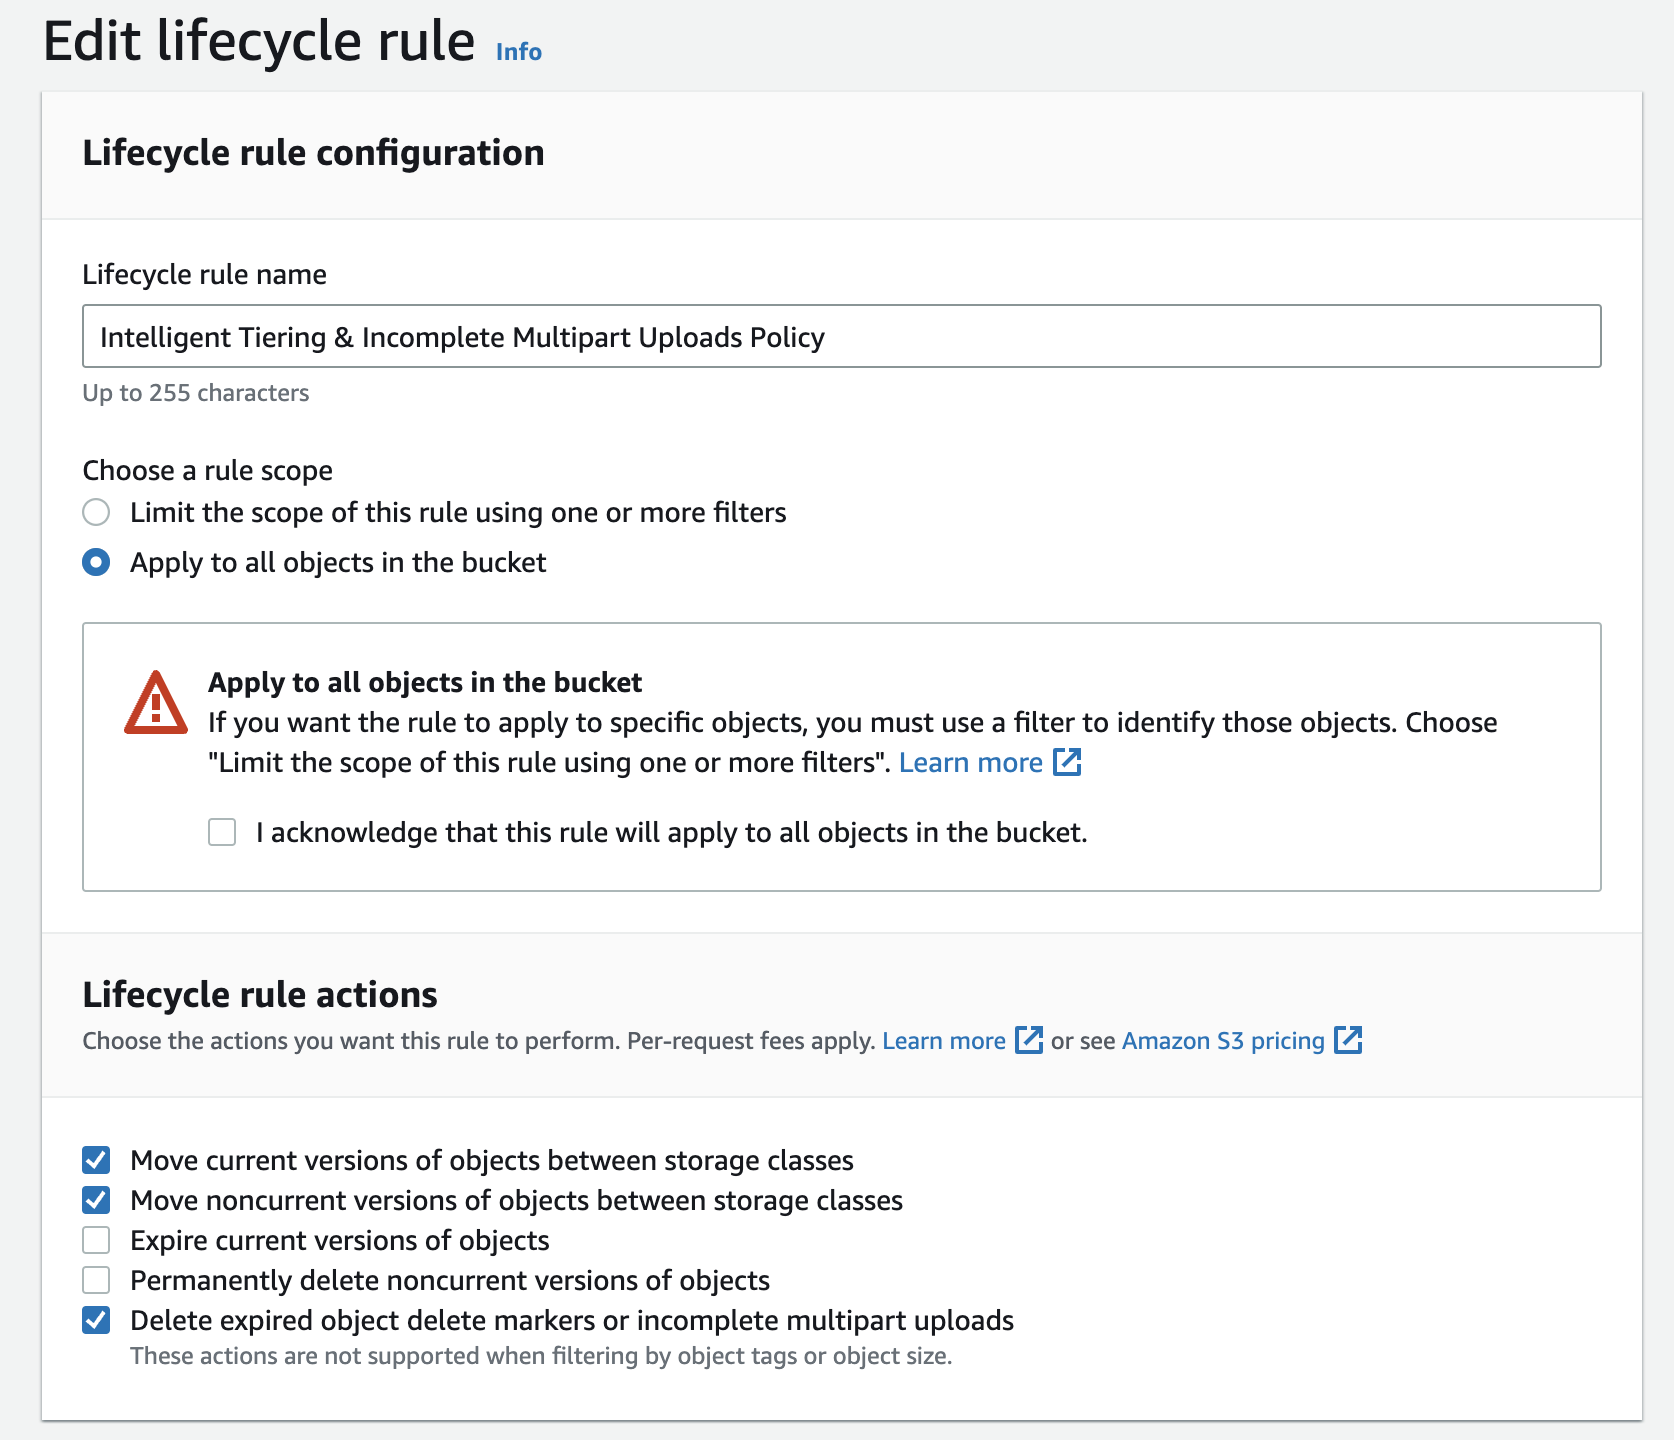 Edit lifecycle rule Info
Lifecycle rule configuration
Lifecycle rule name
Intelligent Tiering & Incomplete Multipart Uploads Policy
Up to 255 characters
Choose a rule scope
Limit the scope of this rule using one or more filters
Apply to all objects in the bucket
Apply to all objects in the bucket
If you want the rule to apply to specific objects, you must use a filter to identify those objects. Choose
"Limit the scope of this rule using one or more filters". Learn more
I acknowledge that this rule will apply to all objects in the bucket.
Lifecycle rule actions
Choose the actions you want this rule to perform. Per-request fees apply. Learn more or see Amazon S3 pricing
Move current versions of objects between storage classes
Move noncurrent versions of objects between storage classes
Expire current versions of objects
Permanently delete noncurrent versions of objects
Delete expired object delete markers or incomplete multipart uploads
These actions are not supported when filtering by object tags or object size.